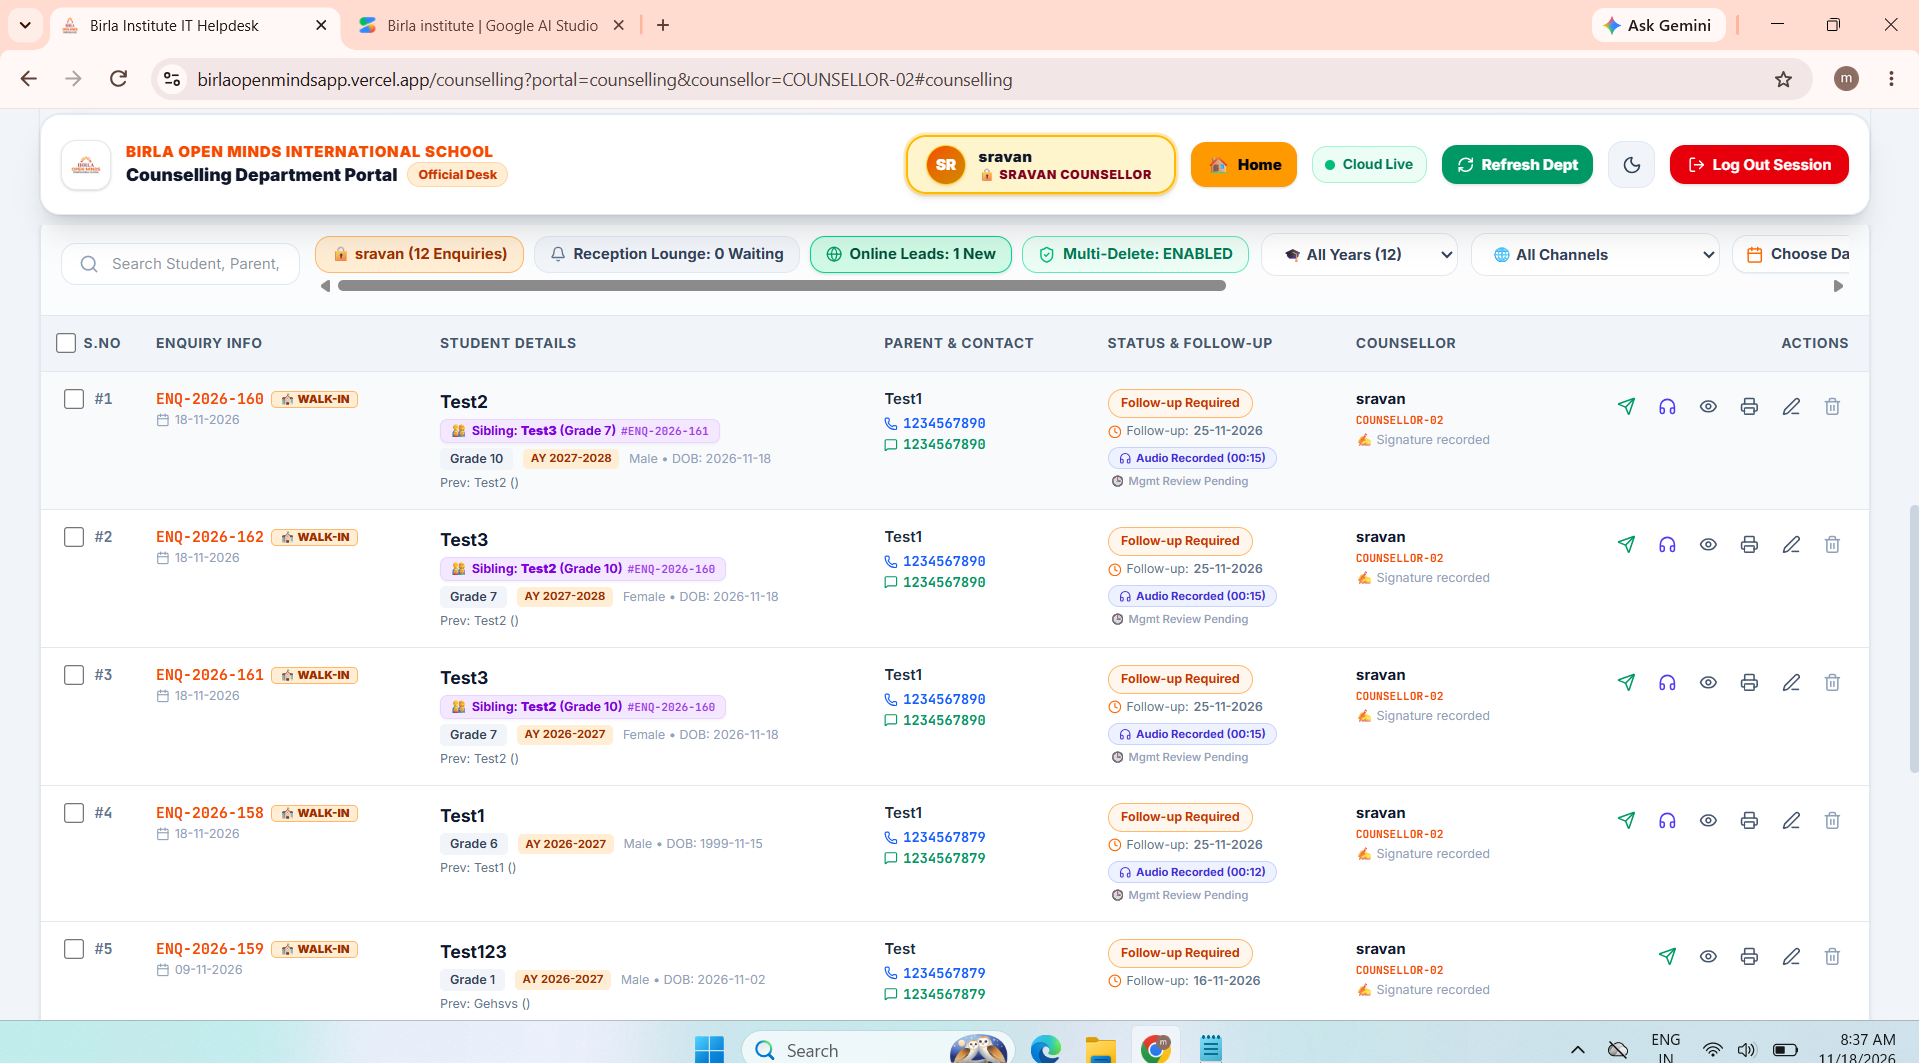 Birla Institute IT Helpdesk
Birla institute | Google AI Studio
Ask Gemini
birlaopenmindsapp.vercel.app/counselling?portal=counselling&counsellor=COUNSELLOR-02#counselling
m
BIRLA OPEN MINDS INTERNATIONAL SCHOOL
Counselling Department Portal Official Desk
SR
sravan
SRAVAN COUNSELLOR
Home
Cloud Live
Refresh Dept
Log Out Session
Search Student, Parent,
sravan (12 Enquiries)
Reception Lounge: 0 Waiting
Online Leads: 1 New
Multi-Delete: ENABLED
All Years (12)
All Channels
Choose Da
S.NO ENQUIRY INFO STUDENT DETAILS PARENT & CONTACT STATUS & FOLLOW-UP COUNSELLOR ACTIONS
#1
ENQ-2026-160 WALK-IN
18-11-2026
Test2
Sibling: Test3 (Grade 7) #ENQ-2026-161
Grade 10 AY 2027-2028 Male • DOB: 2026-11-18
Prev: Test2 ()
Test1
1234567890
1234567890
Follow-up Required
Follow-up: 25-11-2026
Audio Recorded (00:15)
Mgmt Review Pending
sravan
COUNSELLOR-02
Signature recorded
#2
ENQ-2026-162 WALK-IN
18-11-2026
Test3
Sibling: Test2 (Grade 10) #ENQ-2026-160
Grade 7 AY 2027-2028 Female • DOB: 2026-11-18
Prev: Test2 ()
Test1
1234567890
1234567890
Follow-up Required
Follow-up: 25-11-2026
Audio Recorded (00:15)
Mgmt Review Pending
sravan
COUNSELLOR-02
Signature recorded
#3
ENQ-2026-161 WALK-IN
18-11-2026
Test3
Sibling: Test2 (Grade 10) #ENQ-2026-160
Grade 7 AY 2026-2027 Female • DOB: 2026-11-18
Prev: Test2 ()
Test1
1234567890
1234567890
Follow-up Required
Follow-up: 25-11-2026
Audio Recorded (00:15)
Mgmt Review Pending
sravan
COUNSELLOR-02
Signature recorded
#4
ENQ-2026-158 WALK-IN
18-11-2026
Test1
Grade 6 AY 2026-2027 Male • DOB: 1999-11-15
Prev: Test1 ()
Test1
1234567879
1234567879
Follow-up Required
Follow-up: 25-11-2026
Audio Recorded (00:12)
Mgmt Review Pending
sravan
COUNSELLOR-02
Signature recorded
#5
ENQ-2026-159 WALK-IN
09-11-2026
Test123
Grade 1 AY 2026-2027 Male • DOB: 2026-11-02
Prev: Gehsvs ()
Test
1234567879
1234567879
Follow-up Required
Follow-up: 16-11-2026
sravan
COUNSELLOR-02
Signature recorded
Search
ENG
IN
8:37 AM
11/18/2026